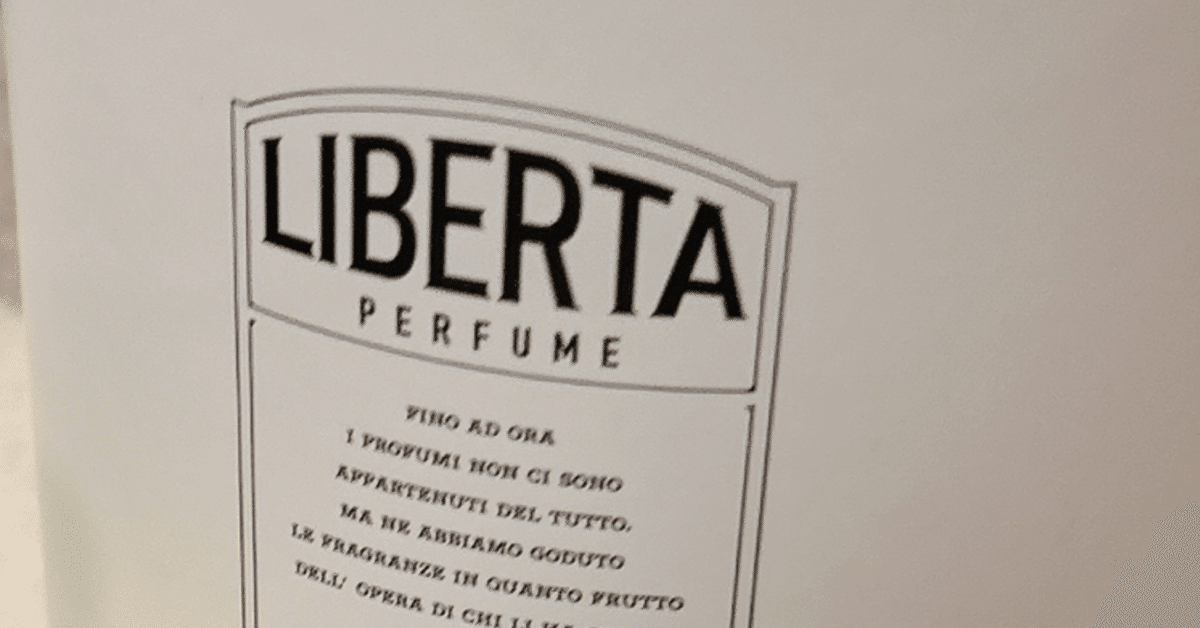 LIBERTA
PERFUME
FINO AD ORA
I PROFUMI NON CI SONO
APPARTENUTI DEL TUTTO.
MA NE ABBIAMO GODUTO
LE FRAGRANZE IN QUANTO FRUTTO
DELL' OPERA DI CHI LI HA